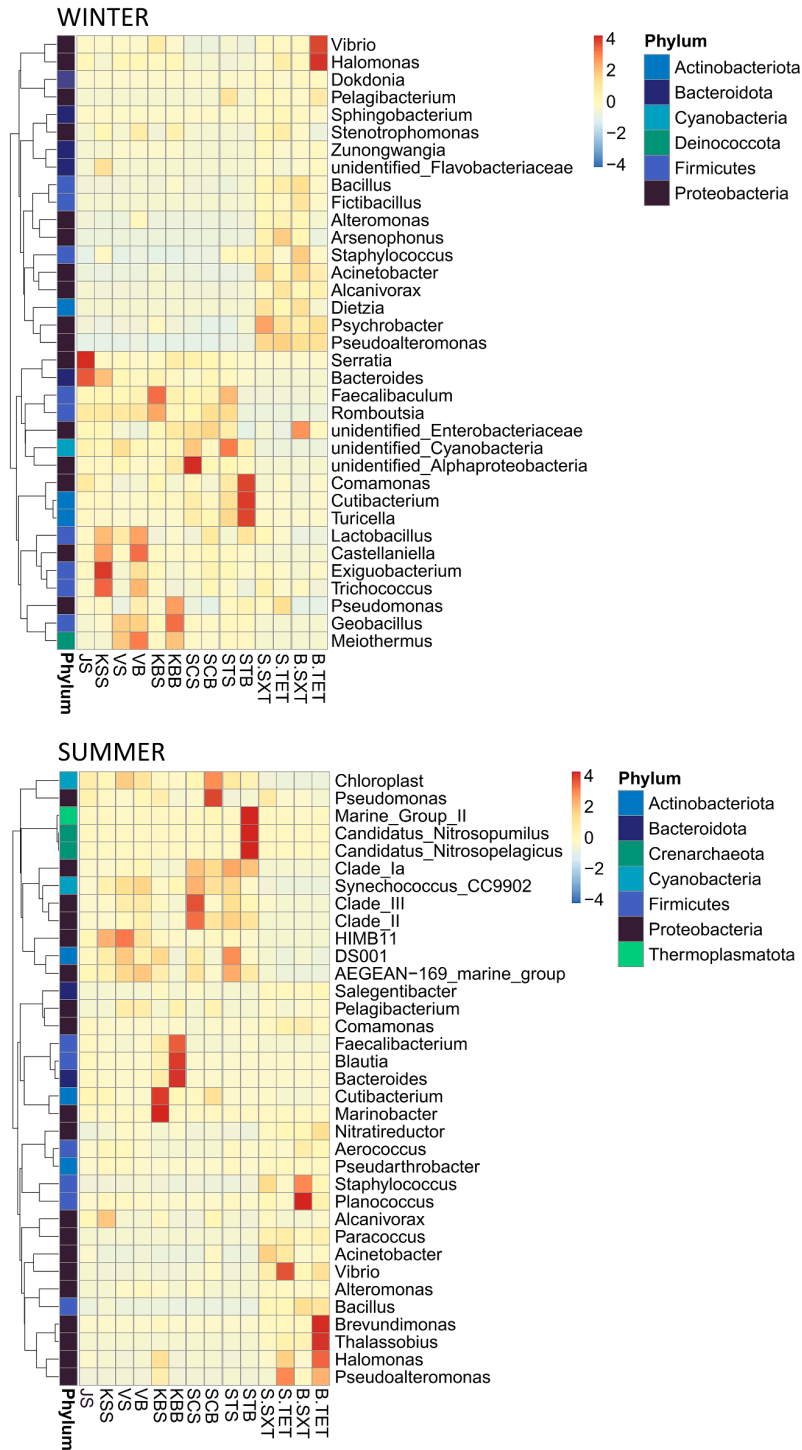 WINTER
Vibrio
Halomonas
Dokdonia
Pelagibacterium
Sphingobacterium
Stenotrophomonas
Zunongwangia
unidentified_Flavobacteriaceae
Bacillus
Fictibacillus
Alteromonas
Arsenophonus
Staphylococcus
Acinetobacter
Alcanivorax
Dietzia
Psychrobacter
Pseudoalteromonas
Serratia
Bacteroides
Faecalibaculum
Romboutsia
unidentified_Enterobacteriaceae
unidentified_Cyanobacteria
unidentified_Alphaproteobacteria
Comamonas
Cutibacterium
Turicella
Lactobacillus
Castellaniella
Exiguobacterium
Trichococcus
Pseudomonas
Geobacillus
Meiothermus
Phylum
JS
KSS
VS
VB
KBS
KBB
SCS
SCB
STS
STB
S.SXT
S.TET
B.SXT
B.TET
4
2
0
−2
−4
Phylum
Actinobacteriota
Bacteroidota
Cyanobacteria
Deinococcota
Firmicutes
Proteobacteria
SUMMER
Chloroplast
Pseudomonas
Marine_Group_II
Candidatus_Nitrosopumilus
Candidatus_Nitrosopelagicus
Clade_Ia
Synechococcus_CC9902
Clade_III
Clade_II
HIMB11
DS001
AEGEAN−169_marine_group
Salegentibacter
Pelagibacterium
Comamonas
Faecalibacterium
Blautia
Bacteroides
Cutibacterium
Marinobacter
Nitratireductor
Aerococcus
Pseudarthrobacter
Staphylococcus
Planococcus
Alcanivorax
Paracoccus
Acinetobacter
Vibrio
Alteromonas
Bacillus
Brevundimonas
Thalassobius
Halomonas
Pseudoalteromonas
Phylum
JS
KSS
VS
VB
KBS
KBB
SCS
SCB
STS
STB
S.SXT
S.TET
B.SXT
B.TET
4
2
0
−2
−4
Phylum
Actinobacteriota
Bacteroidota
Crenarchaeota
Cyanobacteria
Firmicutes
Proteobacteria
Thermoplasmatota